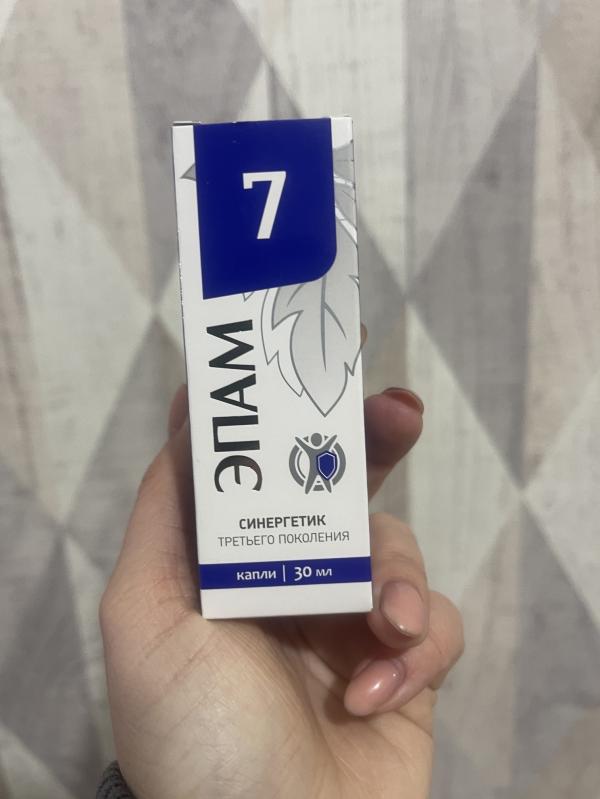 7
ЭПАМ
СИНЕРГЕТИК
ТРЕТЬЕГО ПОКОЛЕНИЯ
капли | 30 мл